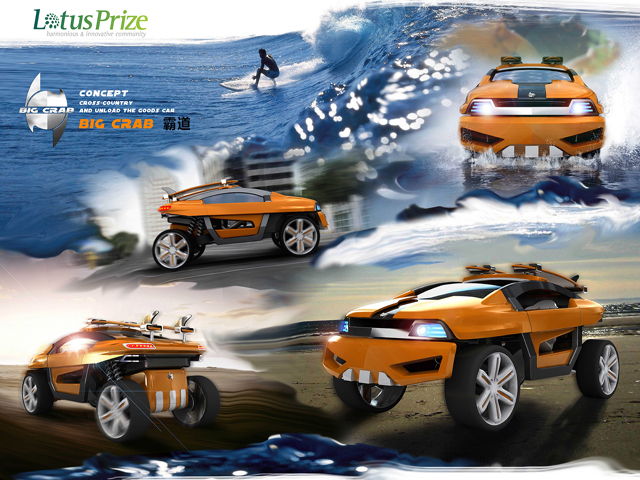 LotusPrize
harmonious & innovative community
BIG CRAB
CONCEPT
CROSS-COUNTRY
AND UNLOAD THE GOODS CAR
BIG CRAB 霸道